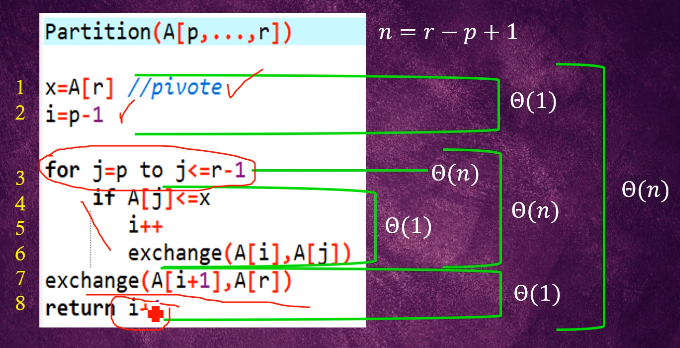 Partition(A[p,...,r])
n = r − p + 1
1 x=A[r] //pivote
2 i=p-1
Θ(1)
3 for j=p to j<=r-1
Θ(n)
4 if A[j]<=x
5 i++
6 exchange(A[i],A[j])
Θ(1)
Θ(n)
Θ(n)
7 exchange(A[i+1],A[r])
8 return i+
Θ(1)